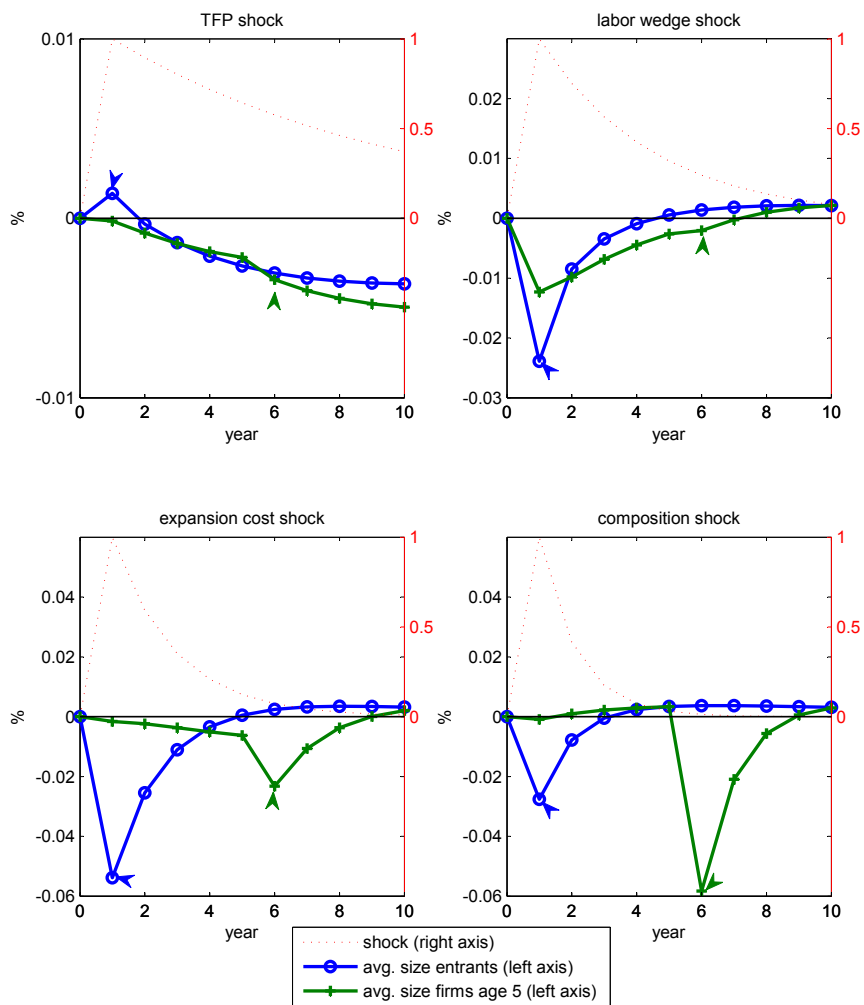 TFP shock
0.01
0
-0.01
%
1
0.5
0
0 2 4 6 8 10
year
labor wedge shock
0.02
0.01
0
-0.01
-0.02
-0.03
%
1
0.5
0
0 2 4 6 8 10
year
expansion cost shock
0.04
0.02
0
-0.02
-0.04
-0.06
%
1
0.5
0
0 2 4 6 8 10
year
composition shock
0.04
0.02
0
-0.02
-0.04
-0.06
%
1
0.5
0
0 2 4 6 8 10
year
shock (right axis)
avg. size entrants (left axis)
avg. size firms age 5 (left axis)